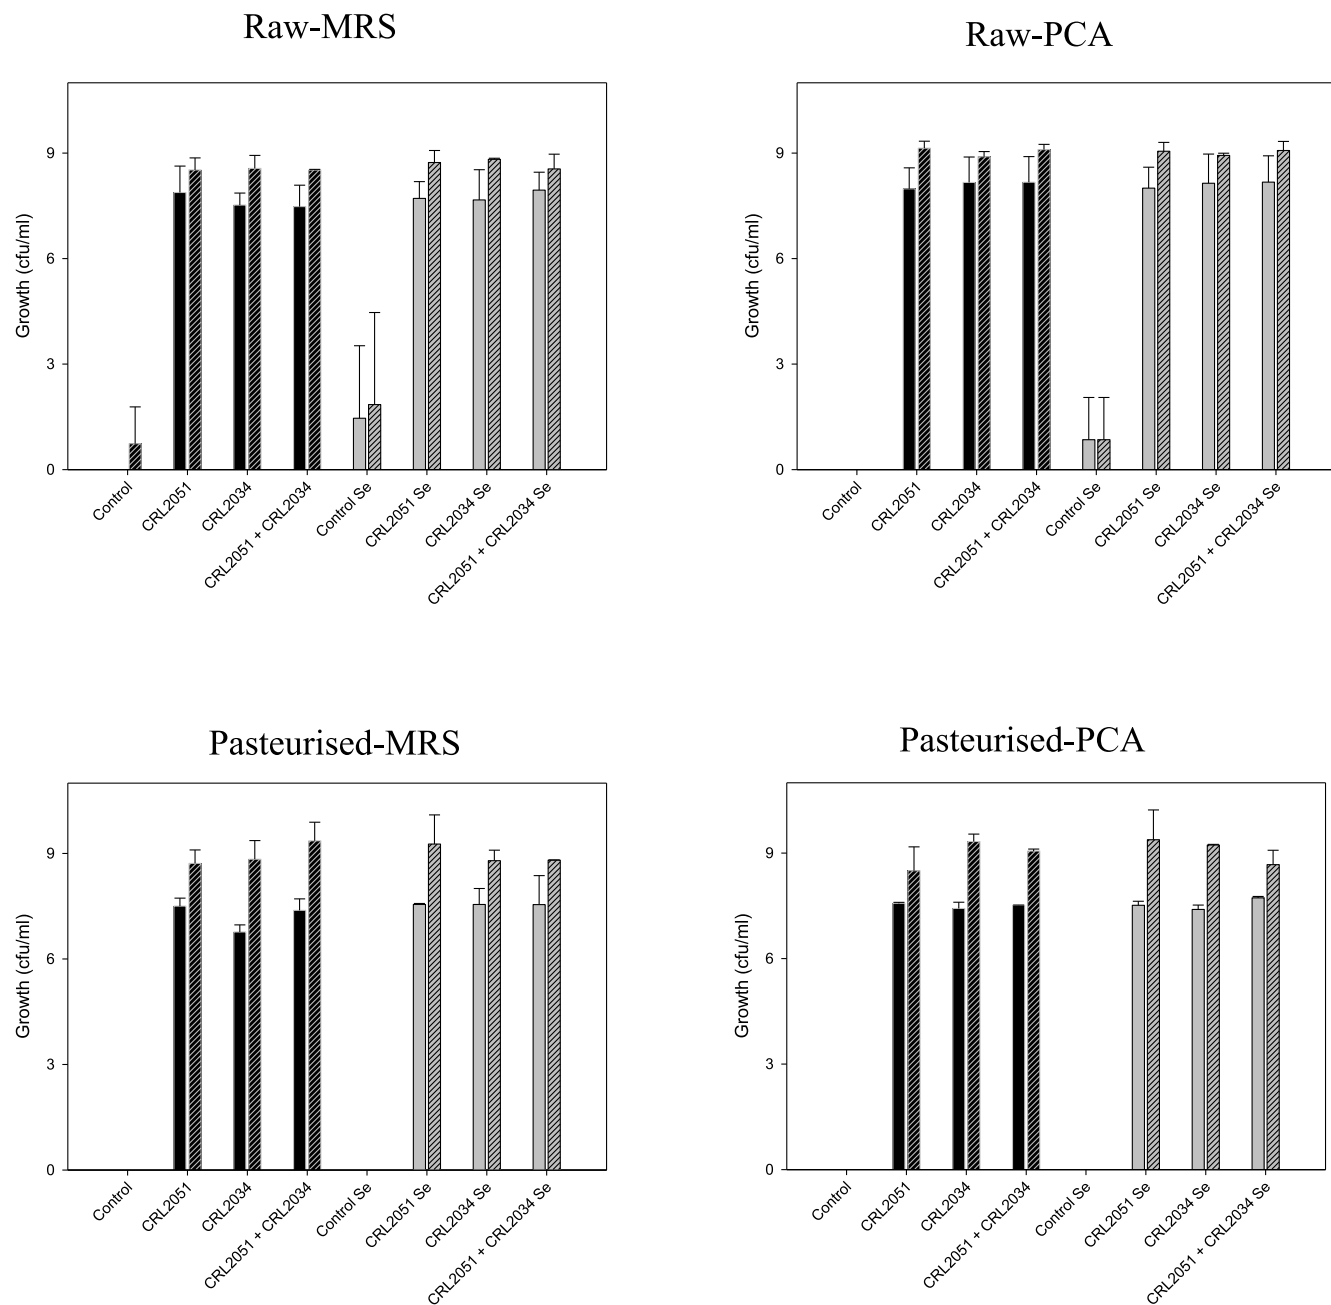 Raw-MRS
Growth (cfu/ml)
9
6
3
0
Control
CRL2051
CRL2034
CRL2051 + CRL2034
Control Se
CRL2051 Se
CRL2034 Se
CRL2051 + CRL2034 Se
Raw-PCA
Growth (cfu/ml)
9
6
3
0
Control
CRL2051
CRL2034
CRL2051 + CRL2034
Control Se
CRL2051 Se
CRL2034 Se
CRL2051 + CRL2034 Se
Pasteurised-MRS
Growth (cfu/ml)
9
6
3
0
Control
CRL2051
CRL2034
CRL2051 + CRL2034
Control Se
CRL2051 Se
CRL2034 Se
CRL2051 + CRL2034 Se
Pasteurised-PCA
Growth (cfu/ml)
9
6
3
0
Control
CRL2051
CRL2034
CRL2051 + CRL2034
Control Se
CRL2051 Se
CRL2034 Se
CRL2051 + CRL2034 Se